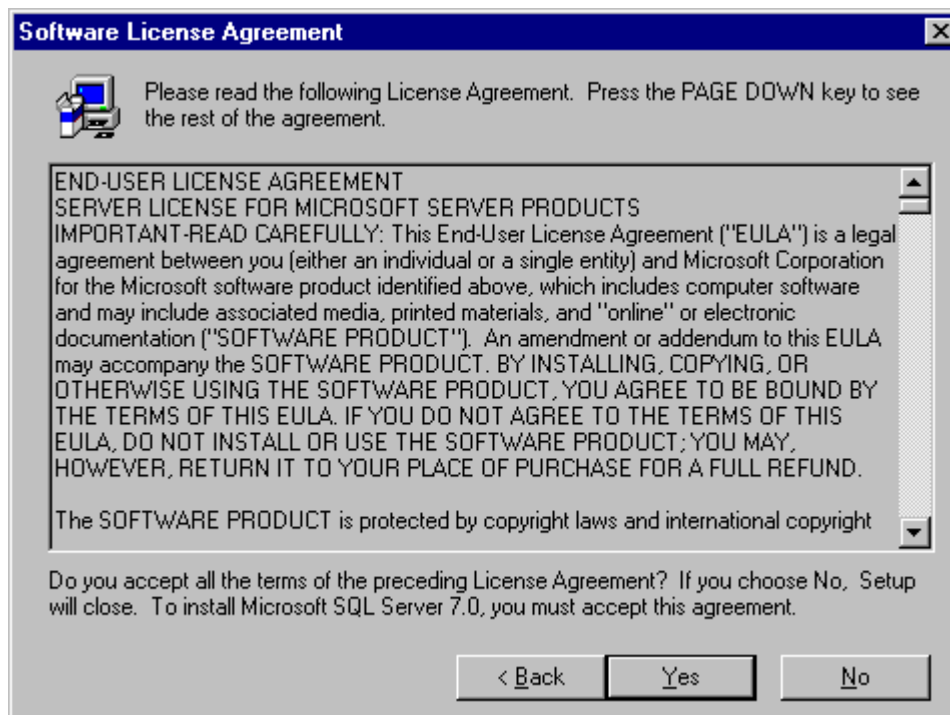 Software License Agreement
Please read the following License Agreement.  Press the PAGE DOWN key to see
the rest of the agreement.
END-USER LICENSE AGREEMENT
SERVER LICENSE FOR MICROSOFT SERVER PRODUCTS
IMPORTANT-READ CAREFULLY: This End-User License Agreement ("EULA") is a legal
agreement between you (either an individual or a single entity) and Microsoft Corporation
for the Microsoft software product identified above, which includes computer software
and may include associated media, printed materials, and "online" or electronic
documentation ("SOFTWARE PRODUCT").  An amendment or addendum to this EULA
may accompany the SOFTWARE PRODUCT. BY INSTALLING, COPYING, OR
OTHERWISE USING THE SOFTWARE PRODUCT, YOU AGREE TO BE BOUND BY
THE TERMS OF THIS EULA. IF YOU DO NOT AGREE TO THE TERMS OF THIS
EULA, DO NOT INSTALL OR USE THE SOFTWARE PRODUCT; YOU MAY,
HOWEVER, RETURN IT TO YOUR PLACE OF PURCHASE FOR A FULL REFUND.
The SOFTWARE PRODUCT is protected by copyright laws and international copyright
Do you accept all the terms of the preceding License Agreement?  If you choose No,  Setup
will close.  To install Microsoft SQL Server 7.0, you must accept this agreement.
< Back
Yes
No